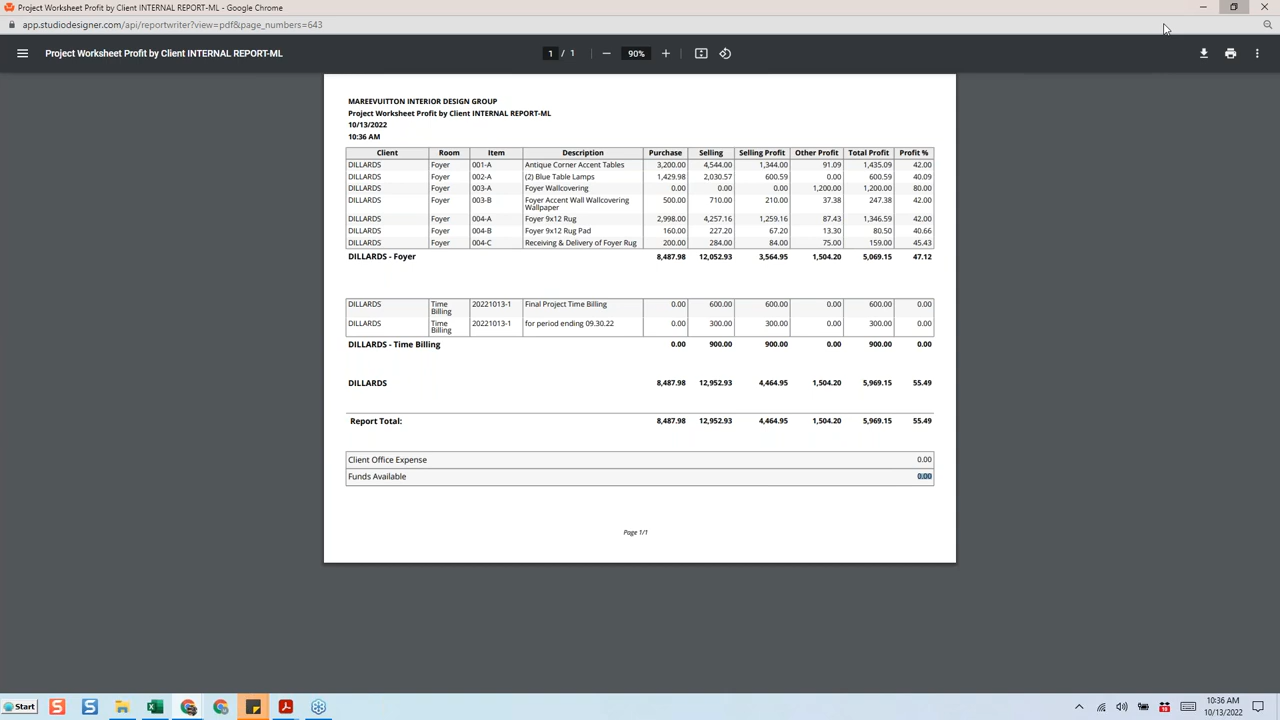 Project Worksheet Profit by Client INTERNAL REPORT-ML - Google Chrome
app.studiodesigner.com/api/reportwriter?view=pdf&page_numbers=643
Project Worksheet Profit by Client INTERNAL REPORT-ML 1 / 1 90%
MAREEVUITTON INTERIOR DESIGN GROUP
Project Worksheet Profit by Client INTERNAL REPORT-ML
10/13/2022
10:36 AM
Client Room Item Description Purchase Selling Selling Profit Other Profit Total Profit Profit %
DILLARDS Foyer 001-A Antique Corner Accent Tables 3,200.00 4,544.00 1,344.00 91.09 1,435.09 42.00
DILLARDS Foyer 002-A (2) Blue Table Lamps 1,429.98 2,030.57 600.59 0.00 600.59 40.09
DILLARDS Foyer 003-A Foyer Wallcovering 0.00 0.00 0.00 1,200.00 1,200.00 80.00
DILLARDS Foyer 003-B Foyer Accent Wall Wallcovering 500.00 710.00 210.00 37.38 247.38 42.00
Wallpaper
DILLARDS Foyer 004-A Foyer 9x12 Rug 2,998.00 4,257.16 1,259.16 87.43 1,346.59 42.00
DILLARDS Foyer 004-B Foyer 9x12 Rug Pad 160.00 227.20 67.20 13.30 80.50 40.66
DILLARDS Foyer 004-C Receiving & Delivery of Foyer Rug 200.00 284.00 84.00 75.00 159.00 45.43
DILLARDS - Foyer 8,487.98 12,052.93 3,564.95 1,504.20 5,069.15 47.12
DILLARDS Time 20221013-1 Final Project Time Billing 0.00 600.00 600.00 0.00 600.00 0.00
Billing
DILLARDS Time 20221013-1 for period ending 09.30.22 0.00 300.00 300.00 0.00 300.00 0.00
Billing
DILLARDS - Time Billing 0.00 900.00 900.00 0.00 900.00 0.00
DILLARDS 8,487.98 12,952.93 4,464.95 1,504.20 5,969.15 55.49
Report Total: 8,487.98 12,952.93 4,464.95 1,504.20 5,969.15 55.49
Client Office Expense 0.00
Funds Available 0.00
Page 1/1
Start 10:36 AM
10/13/2022